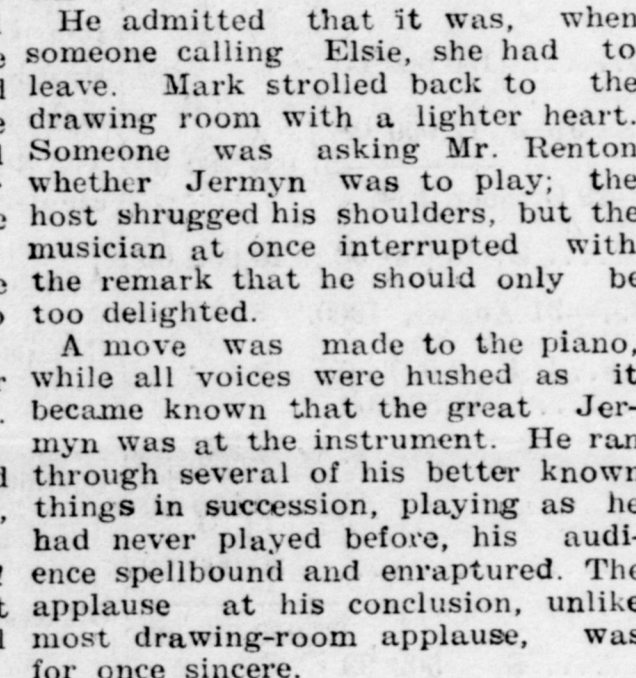 He admitted that it was, when
someone calling Elsie, she had to
leave. Mark strolled back to the
drawing room with a lighter heart.
Someone was asking Mr. Renton
whether Jermyn was to play; the
host shrugged his shoulders, but the
musician at once interrupted with
the remark that he should only be
too delighted.
A move was made to the piano,
while all voices were hushed as it
became known that the great Jer-
myn was at the instrument. He ran
through several of his better known
things in succession, playing as he
had never played before, his audi-
ence spellbound and enraptured. The
applause at his conclusion, unlike
most drawing-room applause, was
for once sincere.